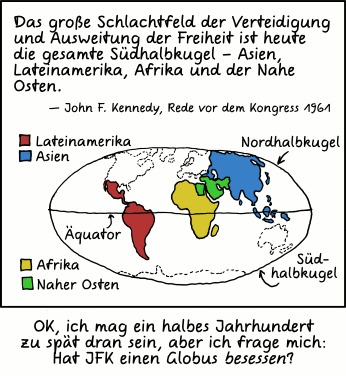 Das große Schlachtfeld der Verteidigung
und Ausweitung der Freiheit ist heute
die gesamte Südhalbkugel – Asien,
Lateinamerika, Afrika und der Nahe
Osten.
— John F. Kennedy, Rede vor dem Kongress 1961
Lateinamerika
Asien
Nordhalbkugel
Äquator
Afrika
Naher Osten
Süd-
halbkugel
OK, ich mag ein halbes Jahrhundert
zu spät dran sein, aber ich frage mich:
Hat JFK einen Globus besessen?